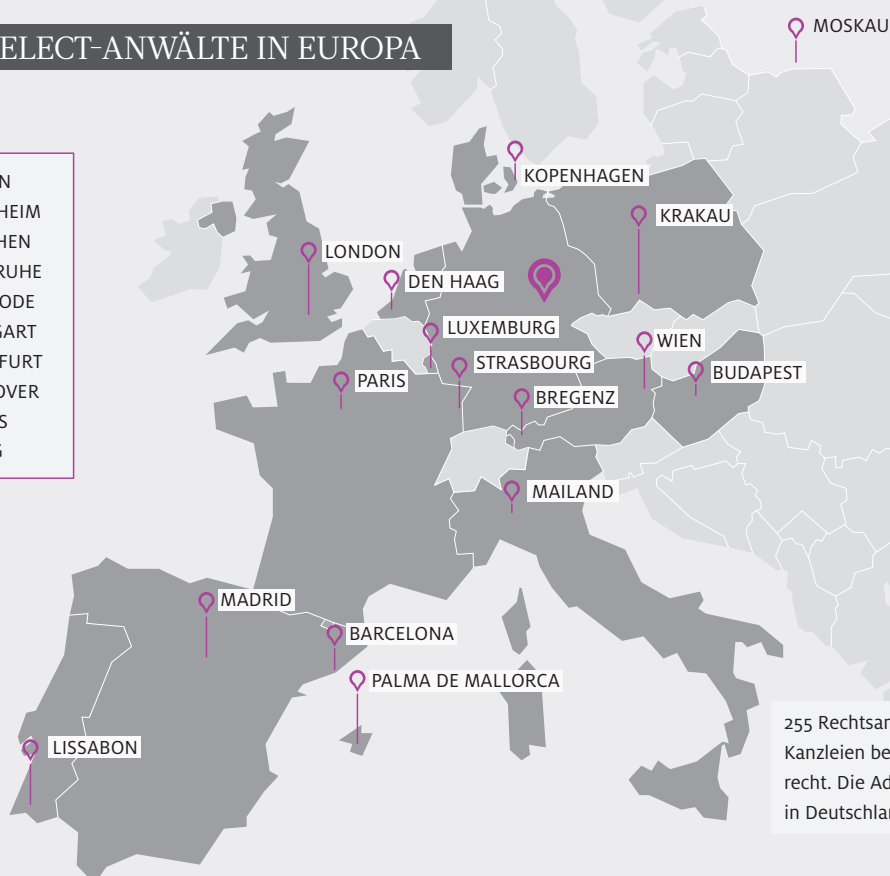 ELECT-ANWÄLTE IN EUROPA
N
HEIM
HEN
RUHE
ODE
GART
FURT
OVER
S
G
MOSKAU
KOPENHAGEN
KRAKAU
LONDON
DEN HAAG
LUXEMBURG
WIEN
STRASBOURG
BUDAPEST
PARIS
BREGENZ
MAILAND
MADRID
BARCELONA
PALMA DE MALLORCA
LISSABON
255 Rechtsan
Kanzleien be
recht. Die Ad
in Deutschlan